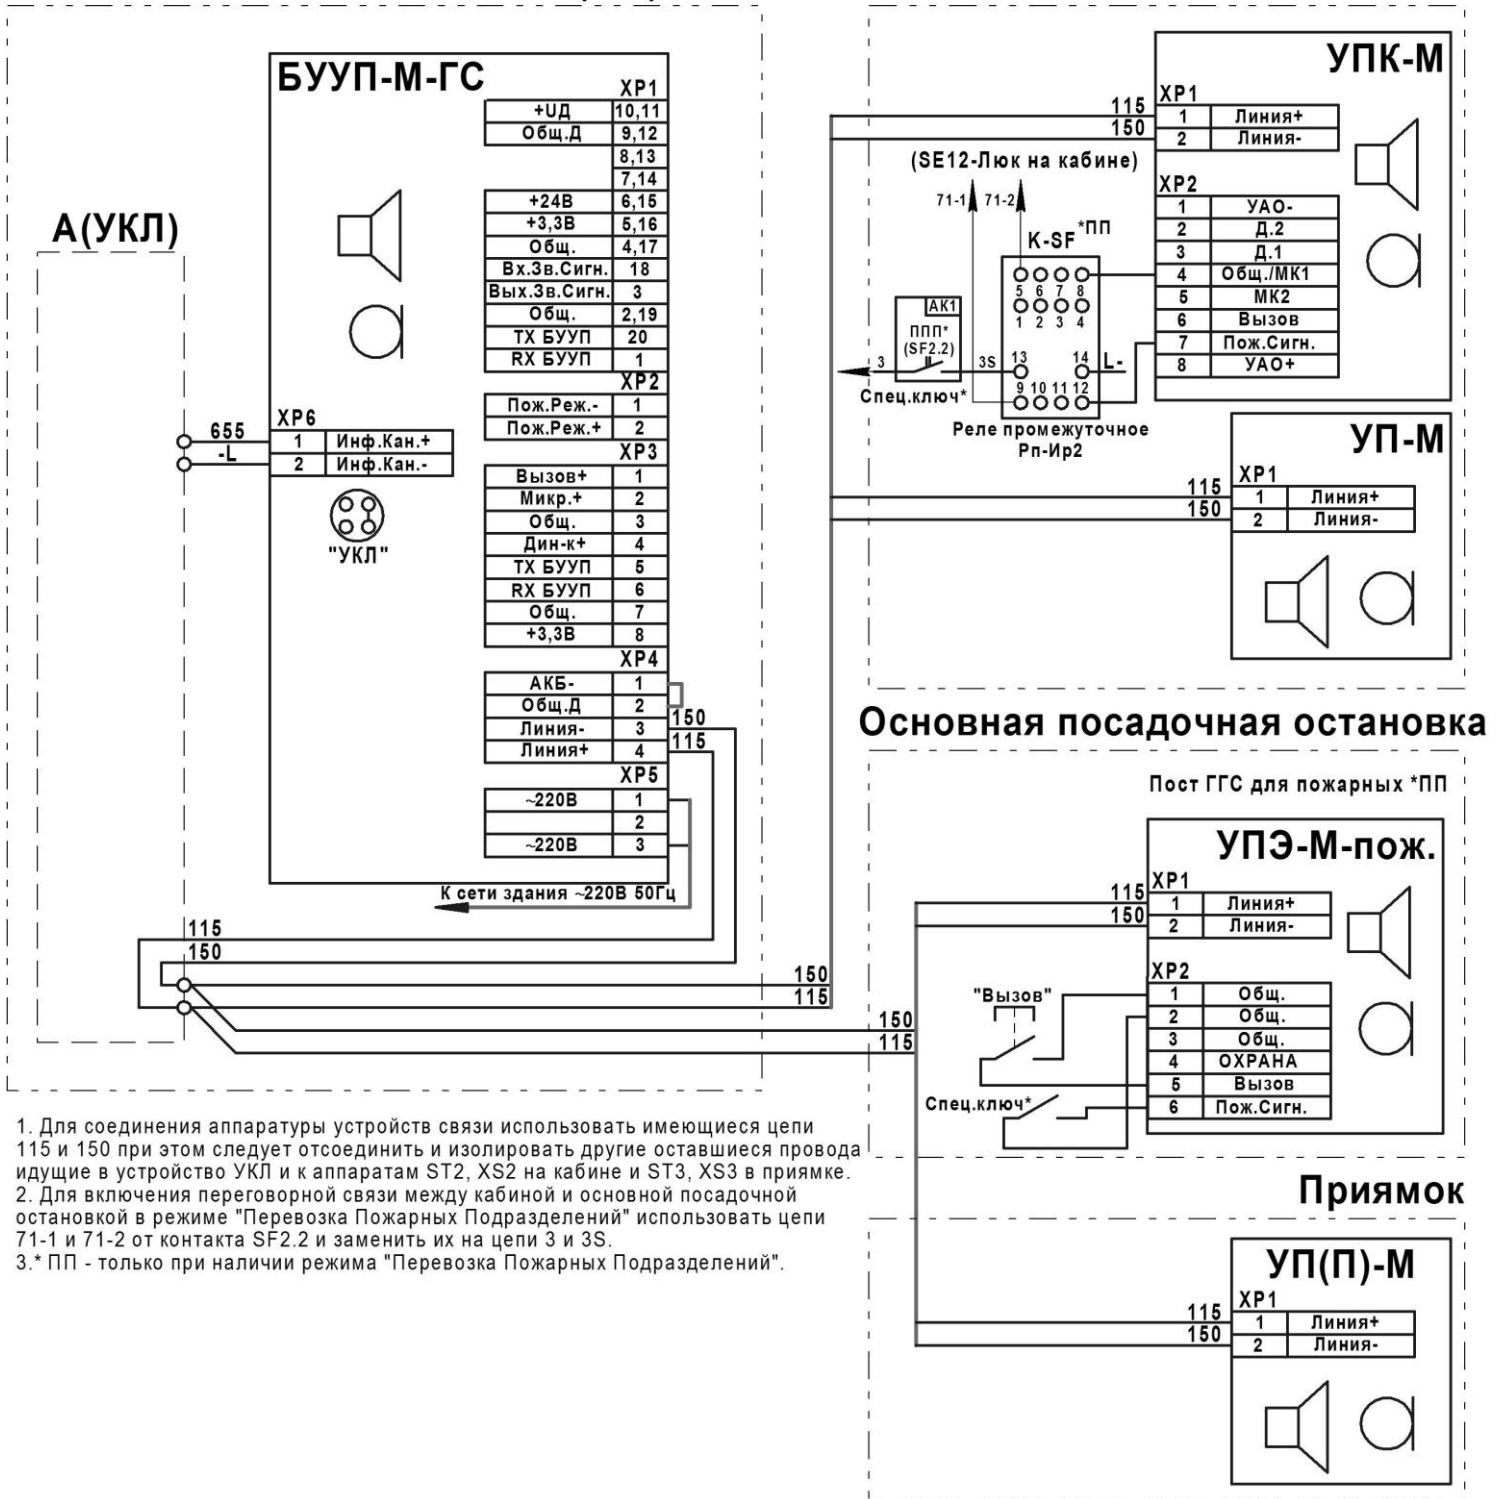 БУУП-М-ГС
XP1
+UД 10,11
Общ.Д 9,12
8,13
7,14
+24В 6,15
+3,3В 5,16
Общ. 4,17
Вх.Зв.Сигн. 18
Вых.Зв.Сигн. 3
Общ. 2,19
TX БУУП 20
RX БУУП 1
XP2
Пож.Реж.- 1
Пож.Реж.+ 2
XP3
Вызов+ 1
Микр.+ 2
Общ. 3
Дин-к+ 4
TX БУУП 5
RX БУУП 6
Общ. 7
+3,3В 8
XP4
АКБ- 1
Общ.Д 2
Линия- 3
Линия+ 4
150
115
XP5
~220В 1
2
~220В 3
К сети здания ~220В 50Гц
А(УКЛ)
XP6
655
1 Инф.Кан.+
-L
2 Инф.Кан.-
"УКЛ"
115
150
150
115
150
115
УПК-М
XP1
115
1 Линия+
150
2 Линия-
XP2
1 УАО-
2 Д.2
3 Д.1
4 Общ./МК1
5 МК2
6 Вызов
7 Пож.Сигн.
8 УАО+
(SE12-Люк на кабине)
71-1 71-2
K-SF *ПП
5 6 7 8
1 2 3 4
АК1
ППП*
(SF2.2)
3
3S
13 14
L-
9 10 11 12
Спец.ключ*
Реле промежуточное
Рп-Ир2
УП-М
XP1
115
1 Линия+
150
2 Линия-
Основная посадочная остановка
Пост ГГС для пожарных *ПП
УПЭ-М-пож.
XP1
115
1 Линия+
150
2 Линия-
XP2
1 Общ.
2 Общ.
3 Общ.
4 ОХРАНА
5 Вызов
6 Пож.Сигн.
"Вызов"
Спец.ключ*
Приямок
УП(П)-М
XP1
115
1 Линия+
150
2 Линия-
1. Для соединения аппаратуры устройств связи использовать имеющиеся цепи
115 и 150 при этом следует отсоединить и изолировать другие оставшиеся провода
идущие в устройство УКЛ и к аппаратам ST2, XS2 на кабине и ST3, XS3 в приямке.
2. Для включения переговорной связи между кабиной и основной посадочной
остановкой в режиме "Перевозка Пожарных Подразделений" использовать цепи
71-1 и 71-2 от контакта SF2.2 и заменить их на цепи 3 и 3S.
3.* ПП - только при наличии режима "Перевозка Пожарных Подразделений".